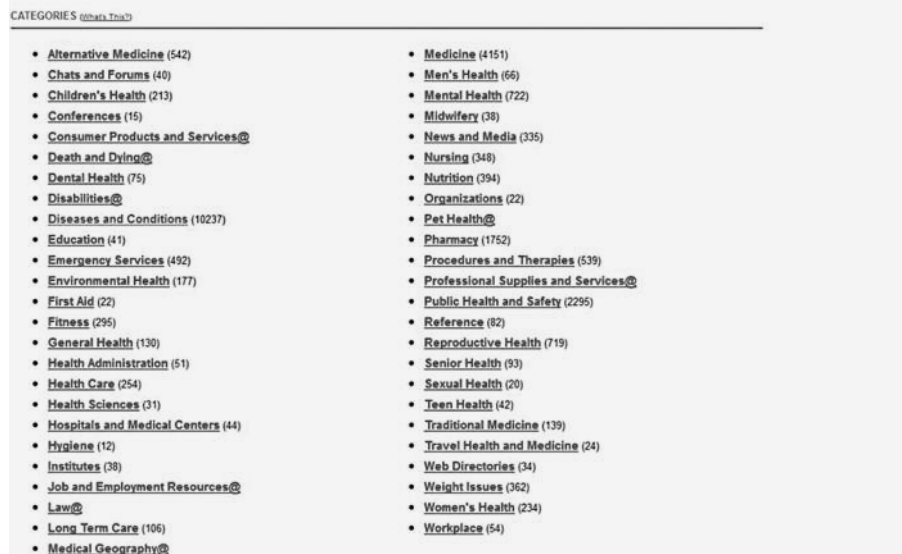 CATEGORIES (What's This?)
Alternative Medicine (542)
Chats and Forums (40)
Children's Health (213)
Conferences (15)
Consumer Products and Services@
Death and Dying@
Dental Health (75)
Disabilities@
Diseases and Conditions (10237)
Education (41)
Emergency Services (492)
Environmental Health (177)
First Aid (22)
Fitness (295)
General Health (130)
Health Administration (51)
Health Care (254)
Health Sciences (31)
Hospitals and Medical Centers (44)
Hygiene (12)
Institutes (38)
Job and Employment Resources@
Law@
Long Term Care (106)
Medical Geography@
Medicine (4151)
Men's Health (66)
Mental Health (722)
Midwifery (38)
News and Media (335)
Nursing (348)
Nutrition (394)
Organizations (22)
Pet Health@
Pharmacy (1752)
Procedures and Therapies (539)
Professional Supplies and Services@
Public Health and Safety (2295)
Reference (82)
Reproductive Health (719)
Senior Health (93)
Sexual Health (20)
Teen Health (42)
Traditional Medicine (139)
Travel Health and Medicine (24)
Web Directories (34)
Weight Issues (362)
Women's Health (234)
Workplace (54)